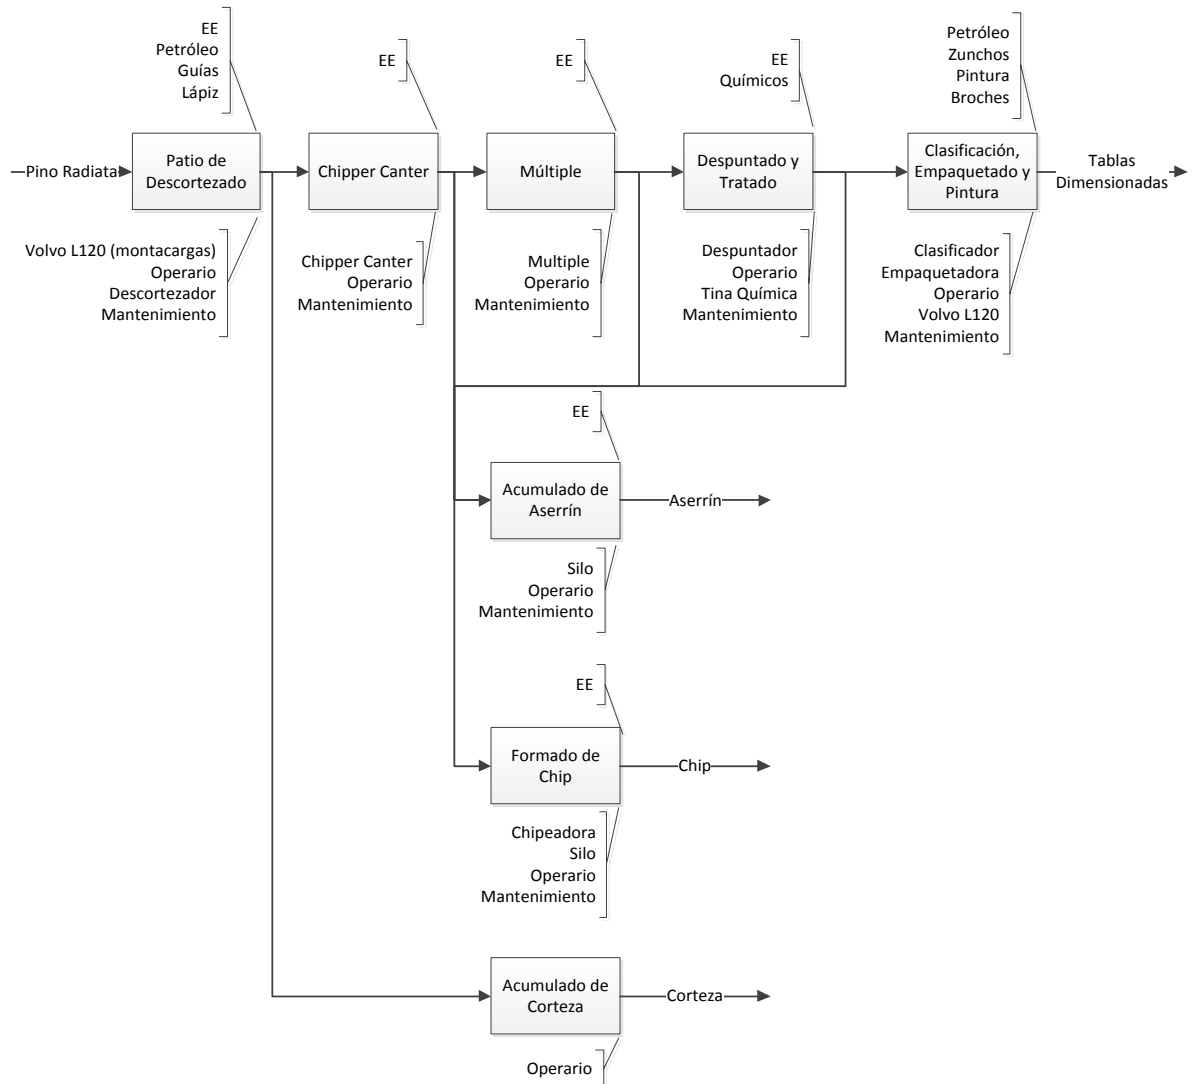 EE
Petróleo
Guías
Lápiz
EE
EE
EE
Químicos
Petróleo
Zunchos
Pintura
Broches
Pino Radiata
Patio de
Descortezado
Chipper Canter
Múltiple
Despuntado y
Tratado
Clasificación,
Empaquetado y
Pintura
Tablas
Dimensionadas
Volvo L120 (montacargas)
Operario
Descortezador
Mantenimiento
Chipper Canter
Operario
Mantenimiento
Multiple
Operario
Mantenimiento
Despuntador
Operario
Tina Química
Mantenimiento
Clasificador
Empaquetadora
Operario
Volvo L120
Mantenimiento
EE
Acumulado de
Aserrín
Aserrín
Silo
Operario
Mantenimiento
EE
Formado de
Chip
Chip
Chipeadora
Silo
Operario
Mantenimiento
Acumulado de
Corteza
Corteza
Operario